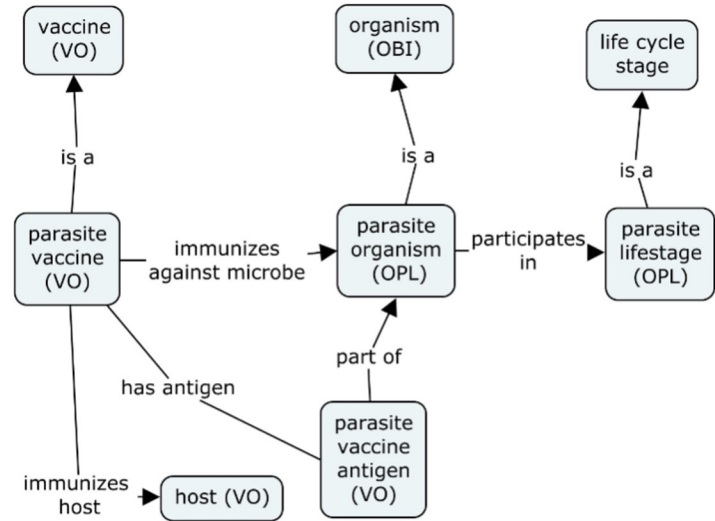 vaccine
(VO)
organism
(OBI)
life cycle
stage
is a
is a
is a
parasite
vaccine
(VO)
immunizes
against microbe
parasite
organism
(OPL)
participates
in
parasite
lifestage
(OPL)
part of
has antigen
parasite
vaccine
antigen
(VO)
immunizes
host
host (VO)